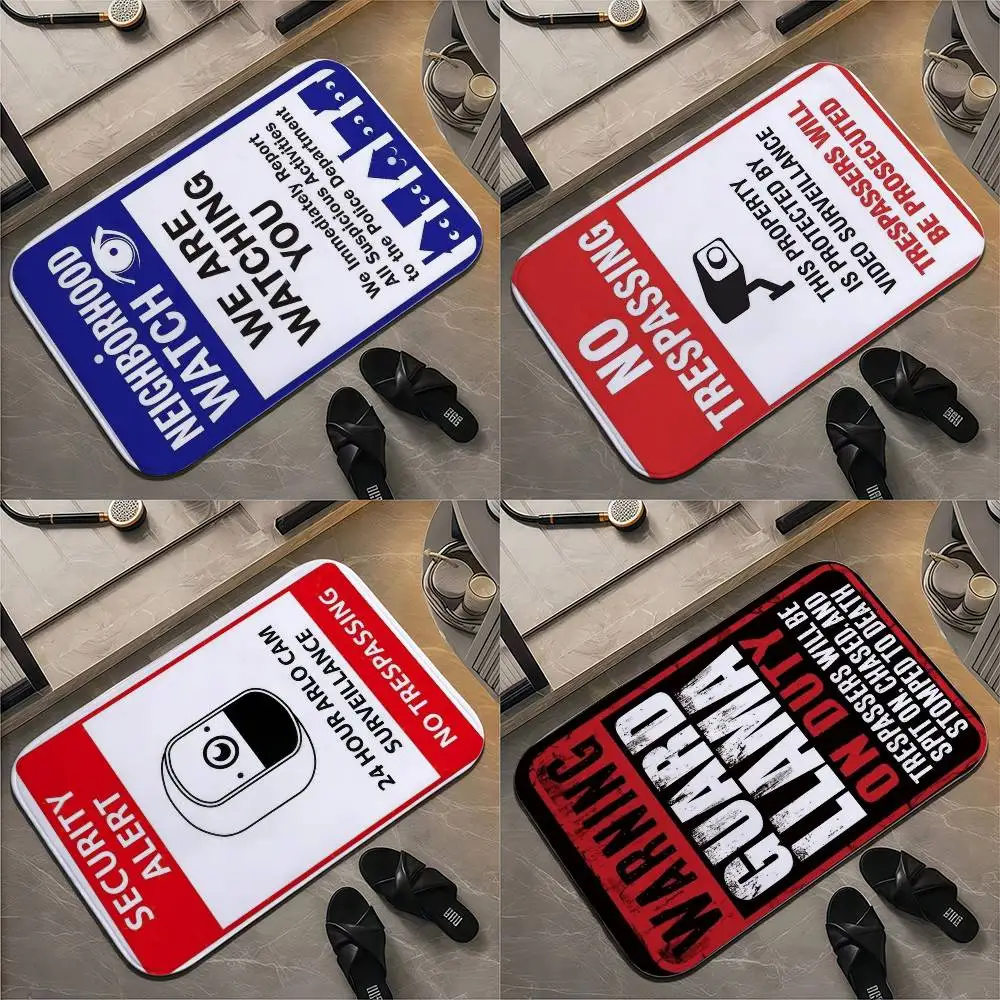 NEIGHBORHOOD
WATCH
WE ARE
WATCHING
YOU
We Immediately Report
All Suspicious Activities
to the Police Department
NO
TRESPASSING
THIS PROPERTY
IS PROTECTED BY
VIDEO SURVEILLANCE
TRESPASSERS WILL
BE PROSECUTED
SECURITY
ALERT
24 HOUR ARLO CAM
SURVEILLANCE
NO TRESPASSING
WARNING
GUARD
LLAMA
ON DUTY
TRESPASSERS WILL BE
SPIT ON, CHASED AND
STOMPED TO DEATH